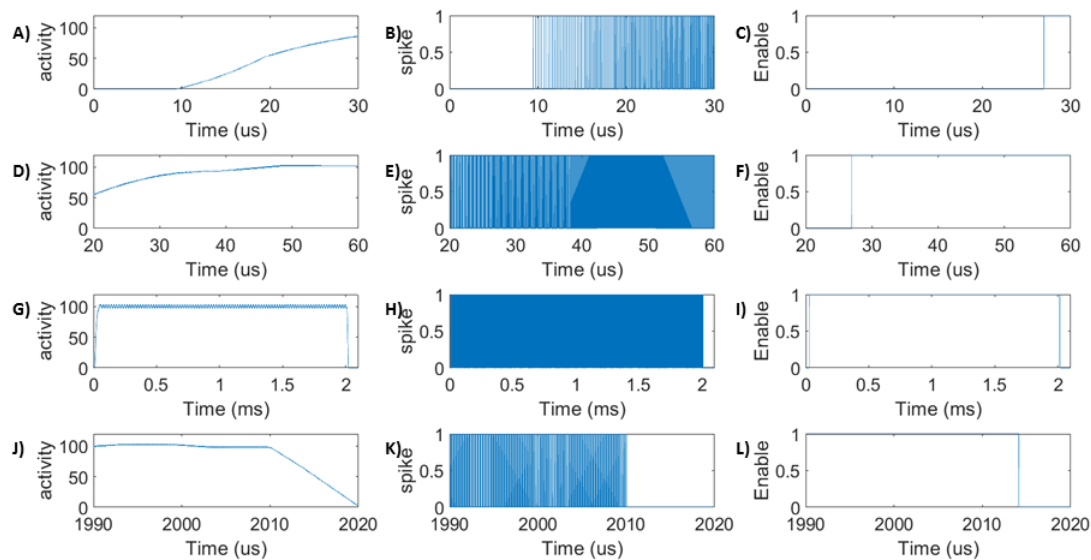 A) activity 100 50 0 0 10 20 30 Time (us)
B) spike 1 0.5 0 0 10 20 30 Time (us)
C) Enable 1 0.5 0 0 10 20 30 Time (us)
D) activity 100 50 0 20 30 40 50 60 Time (us)
E) spike 1 0.5 0 20 30 40 50 60 Time (us)
F) Enable 1 0.5 0 20 30 40 50 60 Time (us)
G) activity 100 50 0 0 0.5 1 1.5 2 Time (ms)
H) spike 1 0.5 0 0 0.5 1 1.5 2 Time (ms)
I) Enable 1 0.5 0 0 0.5 1 1.5 2 Time (ms)
J) activity 100 50 0 1990 2000 2010 2020 Time (us)
K) spike 1 0.5 0 1990 2000 2010 2020 Time (us)
L) Enable 1 0.5 0 1990 2000 2010 2020 Time (us)